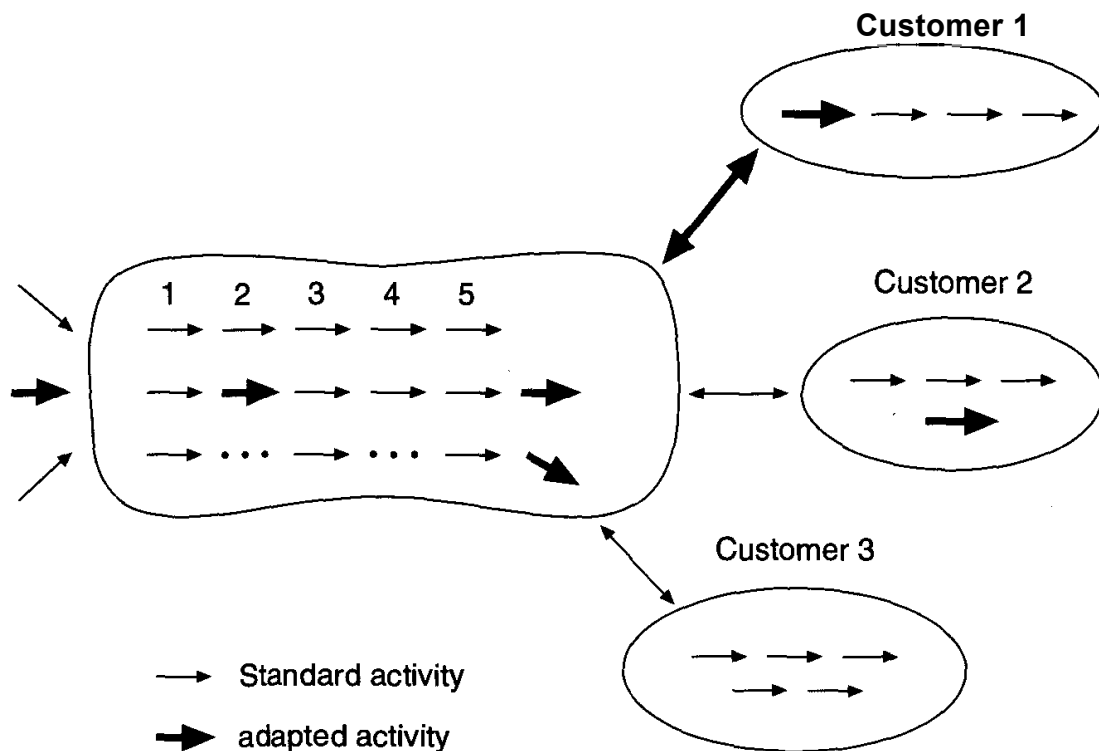 Customer 1
1 2 3 4 5
Customer 2
Customer 3
Standard activity
adapted activity